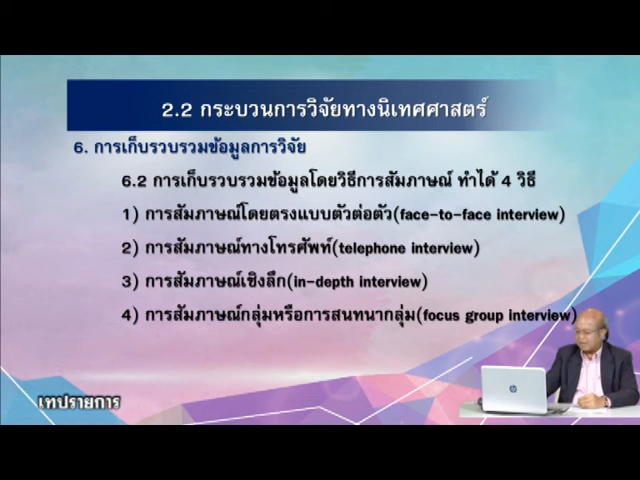 2.2 กระบวนการวิจัยทางนิเทศศาสตร์
6. การเก็บรวบรวมข้อมูลการวิจัย
6.2 การเก็บรวบรวมข้อมูลโดยวิธีการสัมภาษณ์ ทำได้ 4 วิธี
1) การสัมภาษณ์โดยตรงแบบตัวต่อตัว(face-to-face interview)
2) การสัมภาษณ์ทางโทรศัพท์(telephone interview)
3) การสัมภาษณ์เชิงลึก(in-depth interview)
4) การสัมภาษณ์กลุ่มหรือการสนทนากลุ่ม(focus group interview)
hp
เทปรายการ